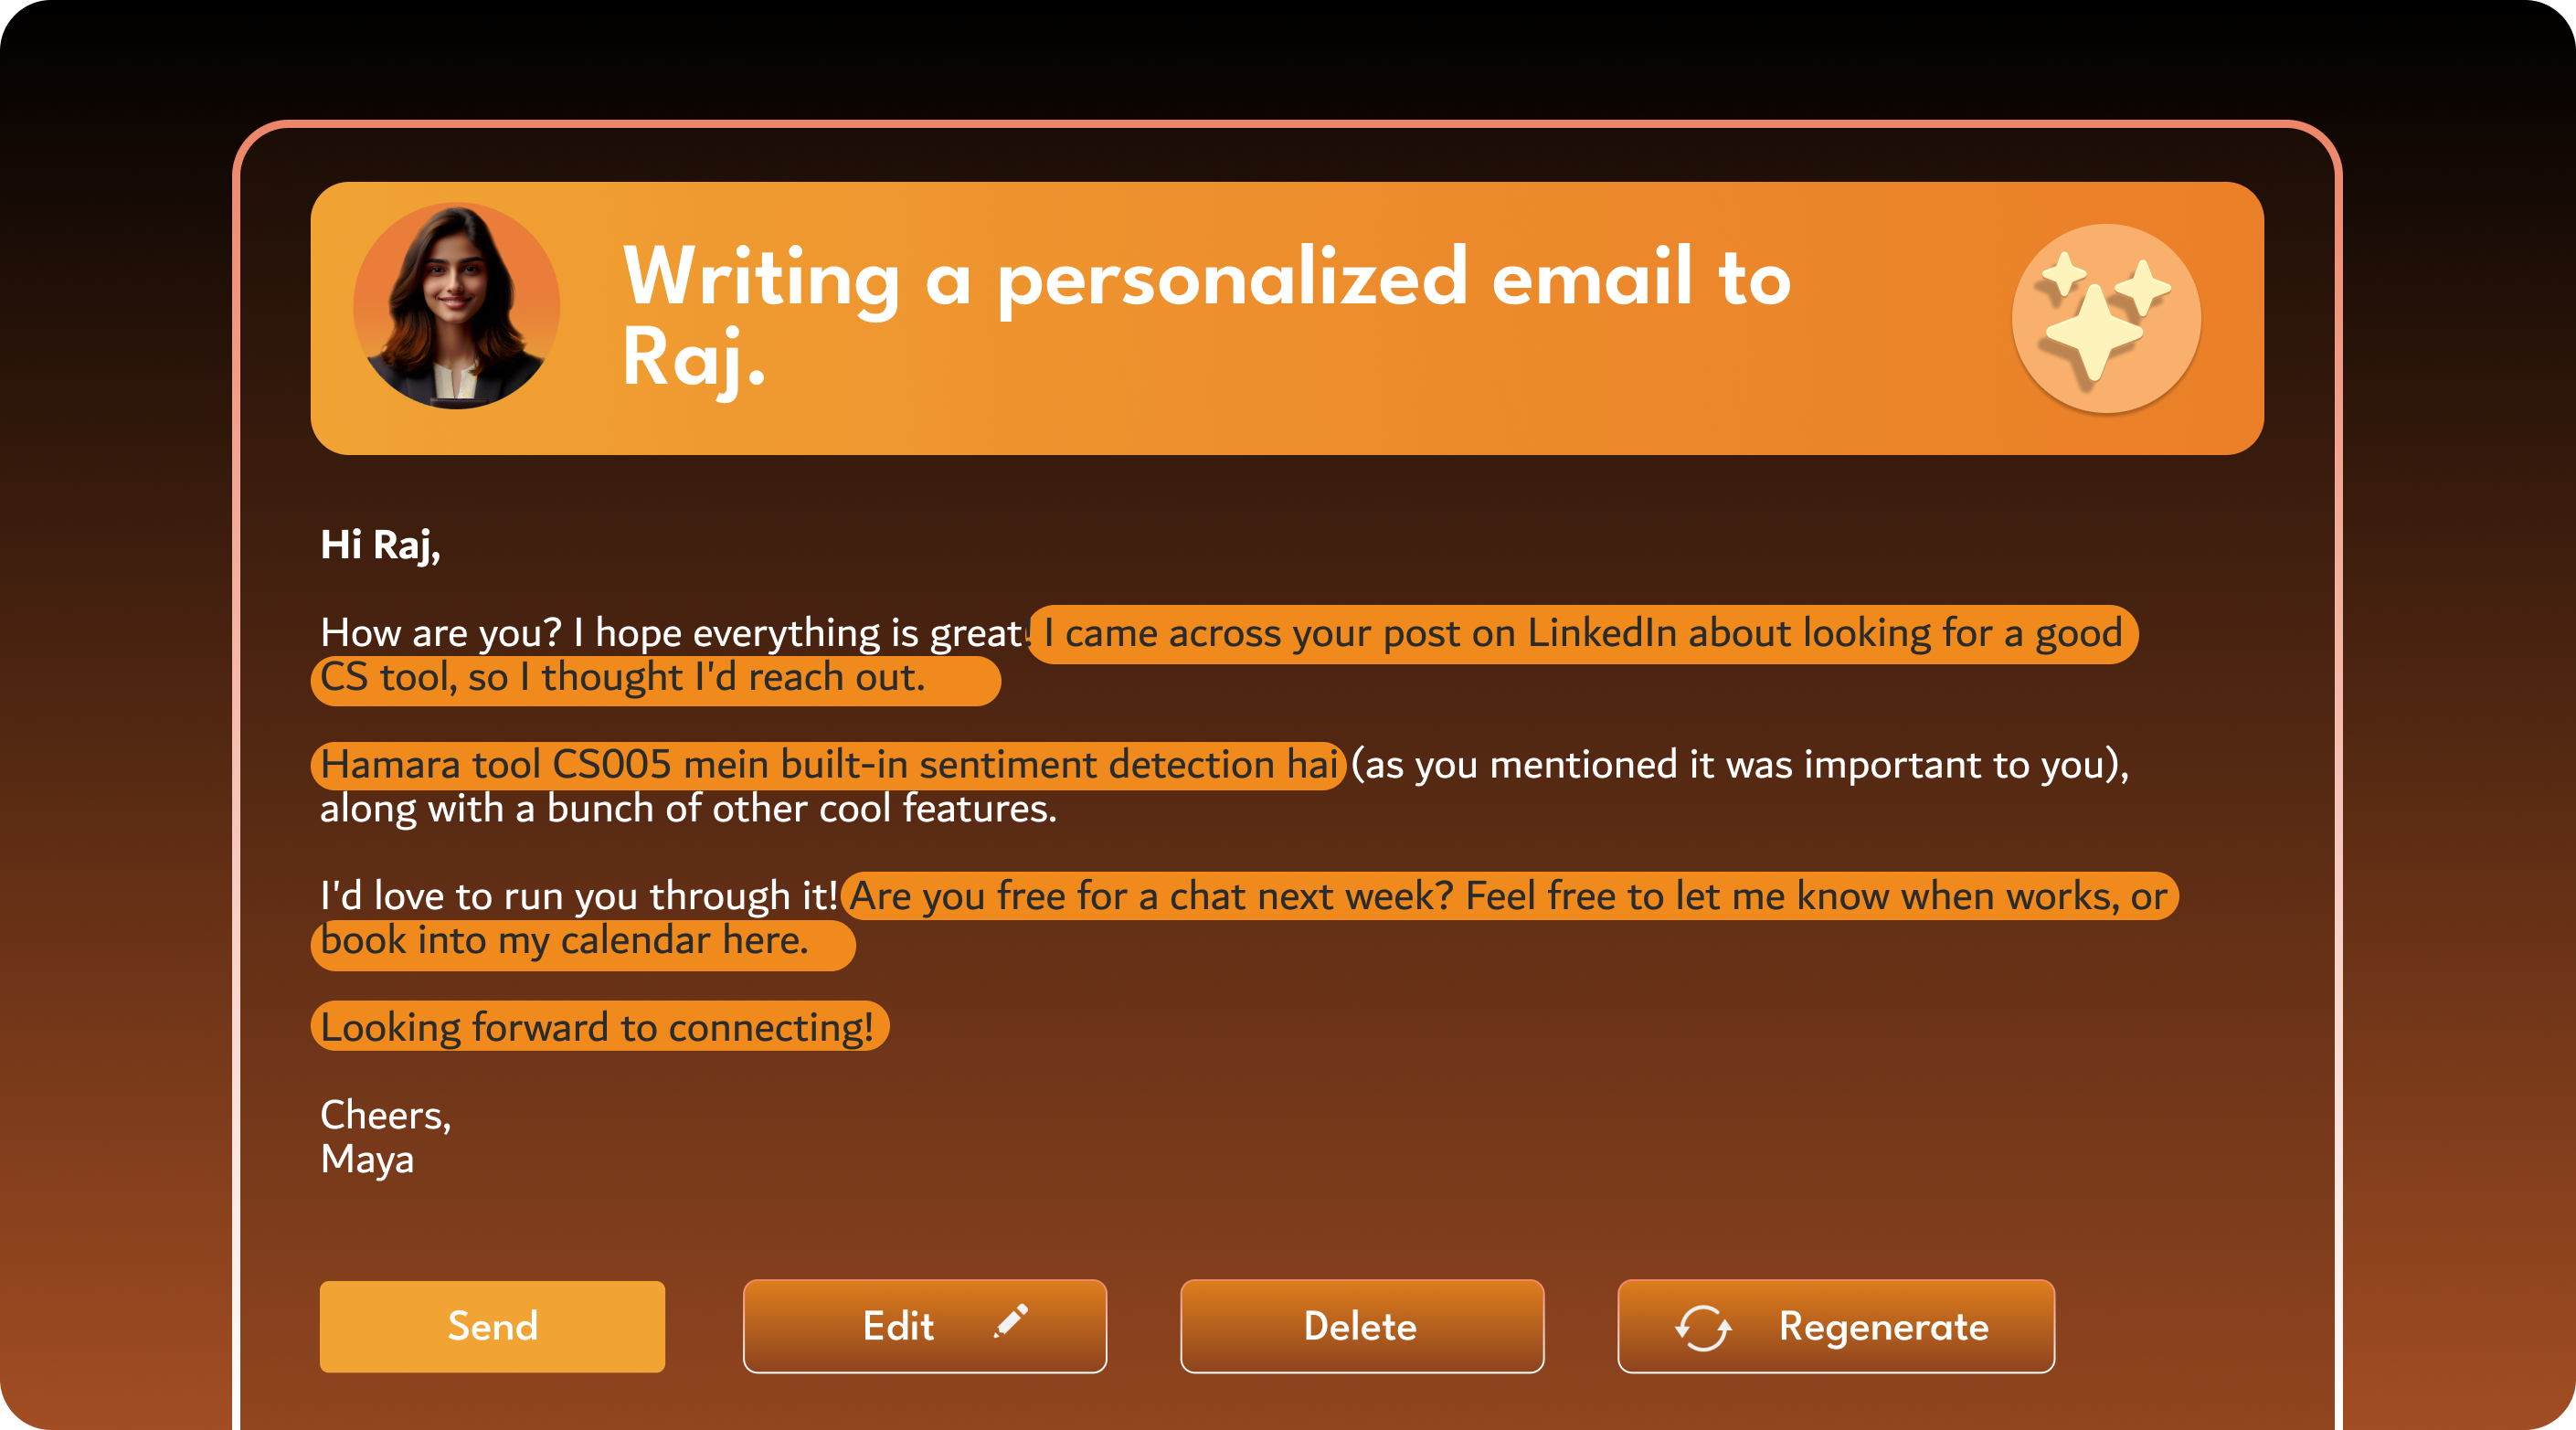 Writing a personalized email to
Raj.
Hi Raj,
How are you? I hope everything is great! I came across your post on LinkedIn about looking for a good
CS tool, so I thought I'd reach out.
Hamara tool CS005 mein built-in sentiment detection hai (as you mentioned it was important to you),
along with a bunch of other cool features.
I'd love to run you through it! Are you free for a chat next week? Feel free to let me know when works, or
book into my calendar here.
Looking forward to connecting!
Cheers,
Maya
Send
Edit
Delete
Regenerate